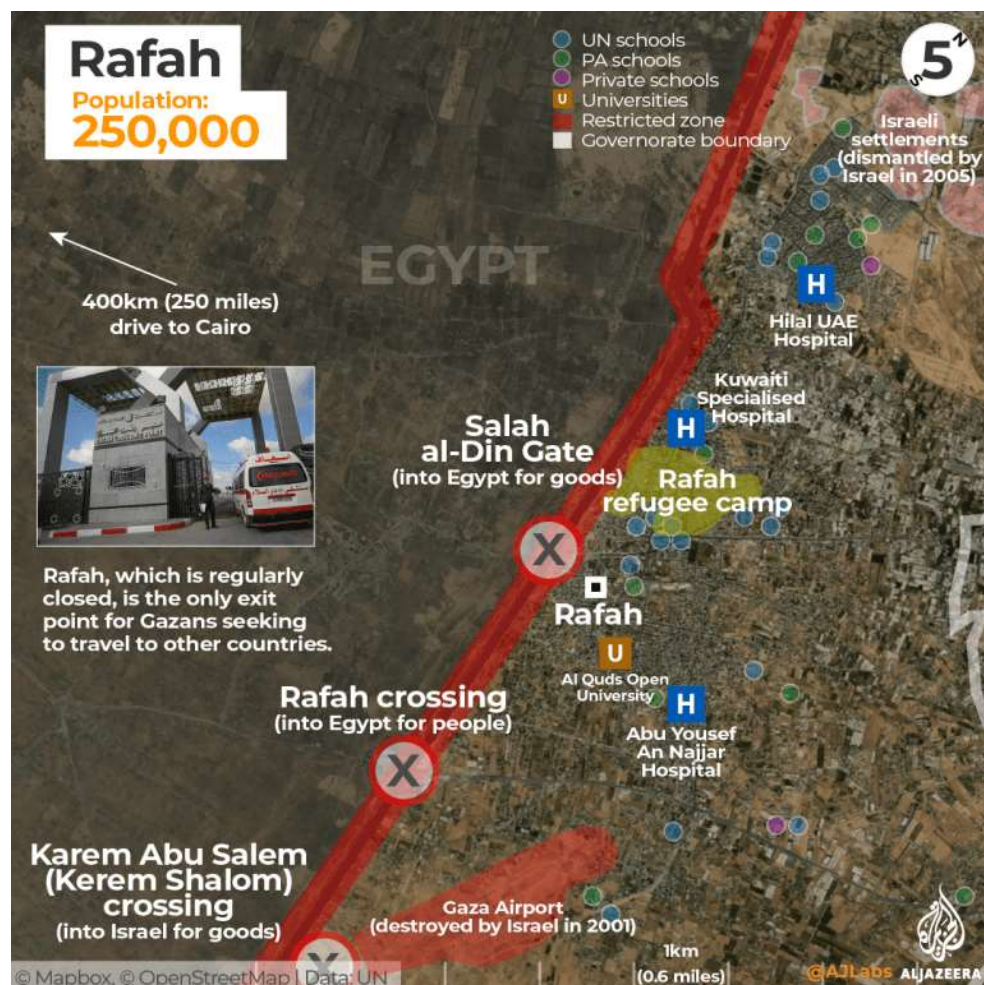 Rafah
Population:
250,000
UN schools
PA schools
Private schools
U
Universities
Restricted zone
Governorate boundary
5
N
S
Israeli
settlements
(dismantled by
Israel in 2005)
EGYPT
400km (250 miles)
drive to Cairo
H
Hilal UAE
Hospital
Kuwaiti
Specialised
Hospital
H
Salah
al-Din Gate
(into Egypt for goods)
Rafah
refugee camp
X
Rafah, which is regularly
closed, is the only exit
point for Gazans seeking
to travel to other countries.
Rafah
U
Al Quds Open
University
H
Abu Yousef
An Najjar
Hospital
Rafah crossing
(into Egypt for people)
X
Karem Abu Salem
(Kerem Shalom)
crossing
(into Israel for goods)
X
Gaza Airport
(destroyed by Israel in 2001)
1km
(0.6 miles)
© Mapbox, © OpenStreetMap | Data: UN
@AJLabs
ALJAZEERA